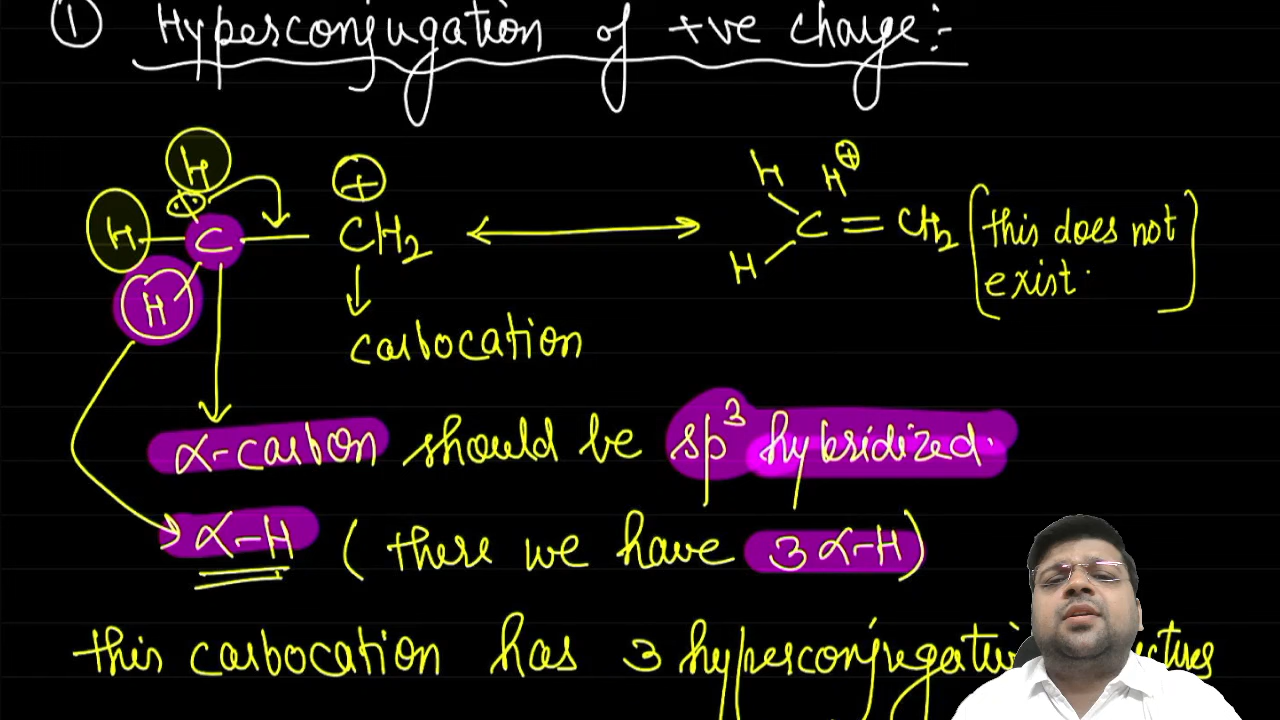 ① Hyperconjugation of +ve charge:-
H
H
H - C - CH2
⊕
H
H⊕
C = CH2
H
[this does not
exist.]
carbocation
α-carbon should be sp³ hybridized.
α-H (there we have 3 α-H)
this carbocation has 3